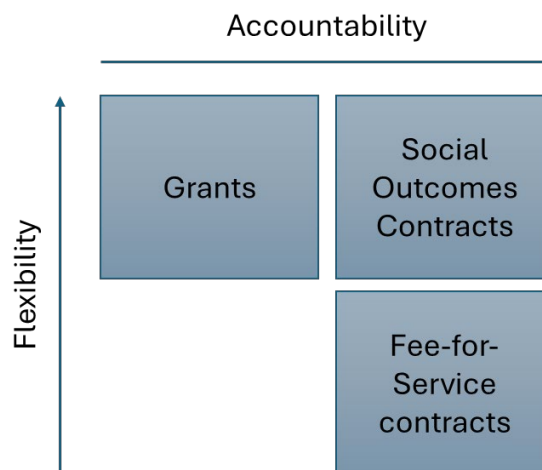 Accountability
Grants
Social
Outcomes
Contracts
Flexibility
Fee-for-
Service
contracts